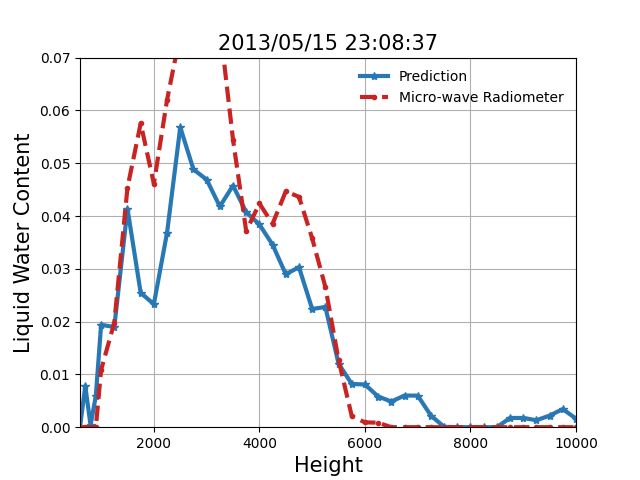 2013/05/15 23:08:37
0.07
0.06
0.05
0.04
0.03
0.02
0.01
0.00
Liquid Water Content
Prediction
Micro-wave Radiometer
2000 4000 6000 8000 10000
Height